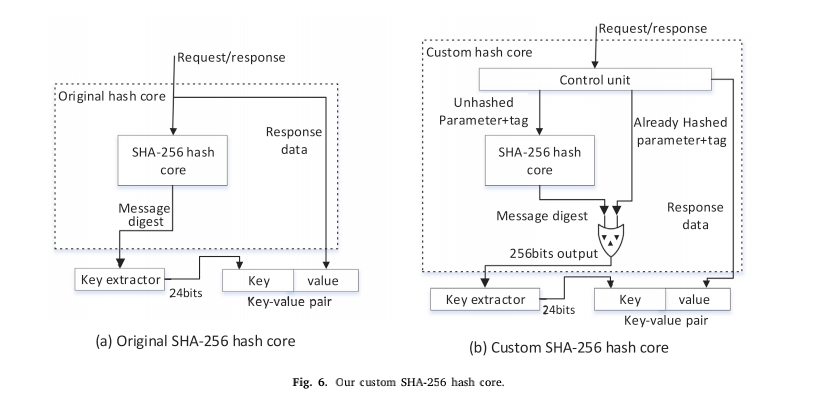 Request/response
Original hash core
Response
data
SHA-256 hash
core
Message
digest
Key extractor
24bits
Key
value
Key-value pair
(a) Original SHA-256 hash core
Request/response
Custom hash core
Control unit
Unhashed
Parameter+tag
Already Hashed
parameter+tag
SHA-256 hash
core
Message digest
Response
data
256bits output
Key extractor
24bits
Key
value
Key-value pair
(b) Custom SHA-256 hash core
Fig. 6. Our custom SHA-256 hash core.